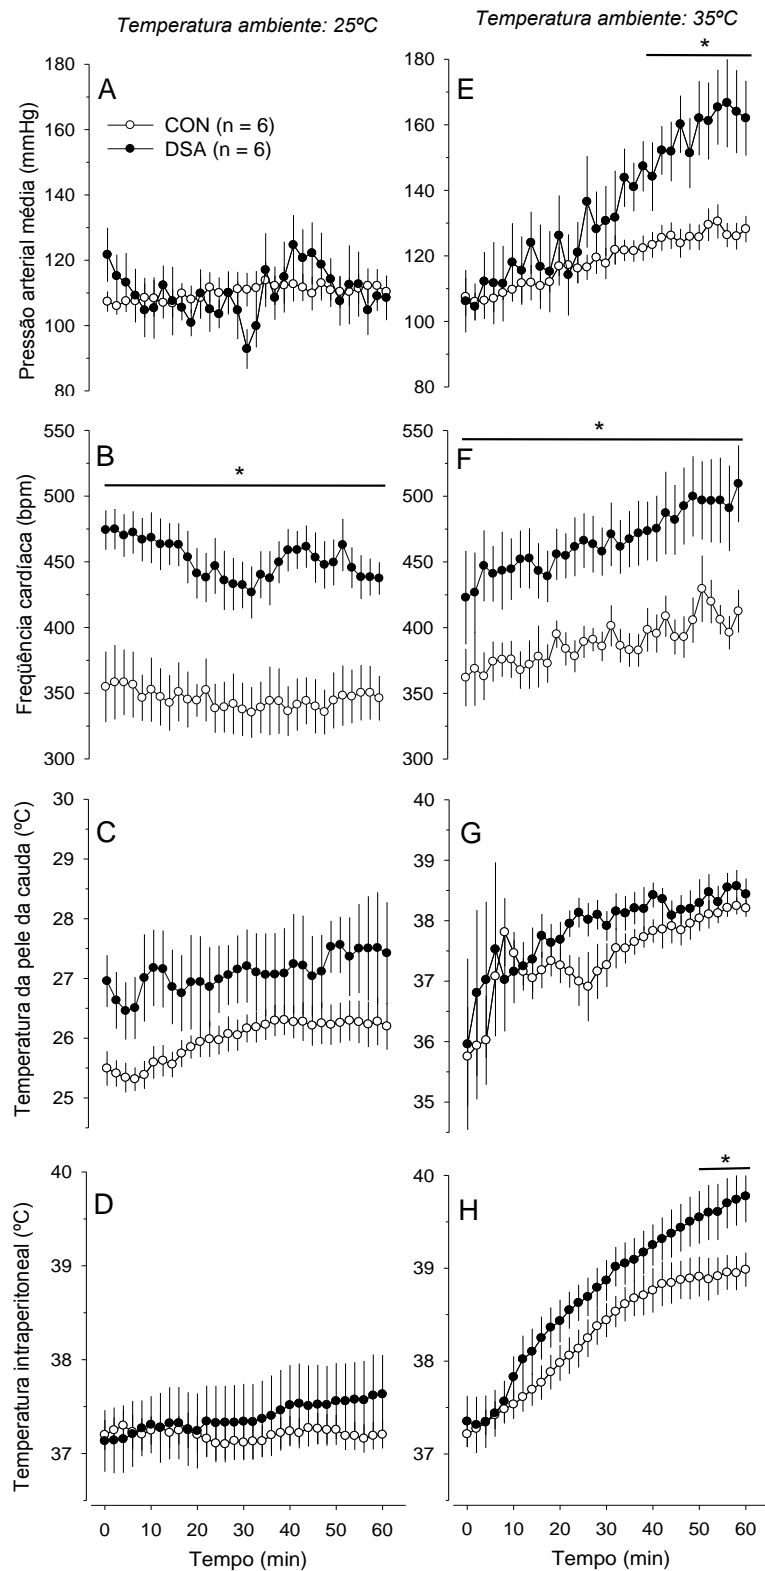 Temperatura ambiente: 25ºC
Temperatura ambiente: 35ºC
Pressão arterial média (mmHg)
180
160
140
120
100
80
A
CON (n = 6)
DSA (n = 6)
180
160
140
120
100
80
E
*
Freqüência cardíaca (bpm)
550
500
450
400
350
300
B
*
550
500
450
400
350
300
F
*
Temperatura da pele da cauda (ºC)
30
29
28
27
26
25
C
40
39
38
37
36
35
G
Temperatura intraperitoneal (ºC)
40
39
38
37
D
40
39
38
37
H
*
0 10 20 30 40 50 60
Tempo (min)
0 10 20 30 40 50 60
Tempo (min)